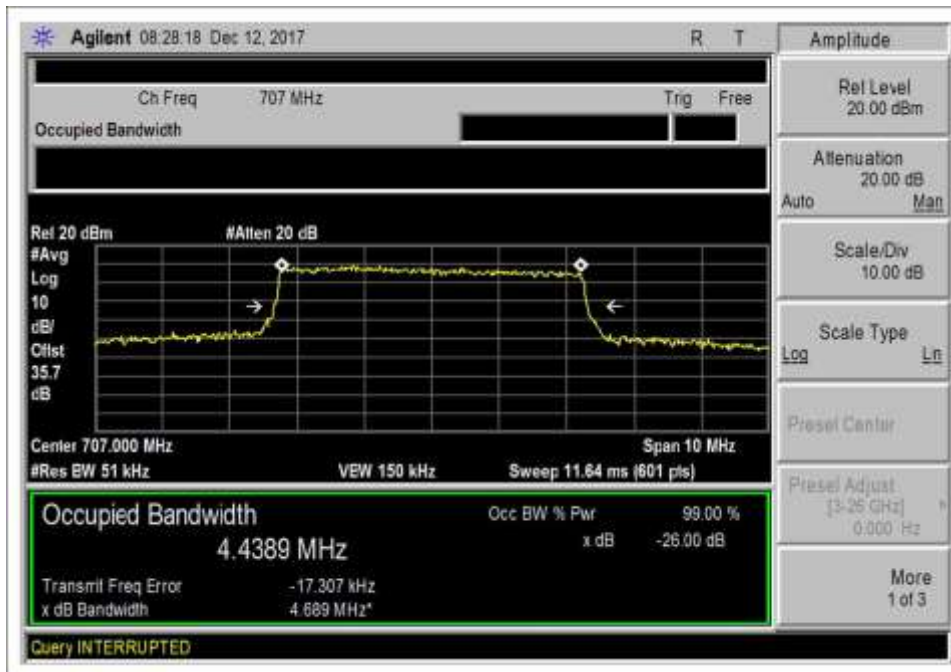 Agilent 08:28:18 Dec 12, 2017 R T
Ch Freq 707 MHz Trig Free
Occupied Bandwidth
Ref 20 dBm #Atten 20 dB
#Avg
Log
10
dB/
Offst
35.7
dB
Center 707.000 MHz Span 10 MHz
#Res BW 51 kHz VBW 150 kHz Sweep 11.64 ms (601 pts)
Occupied Bandwidth Occ BW % Pwr 99.00 %
4.4389 MHz x dB -26.00 dB
Transmit Freq Error -17.307 kHz
x dB Bandwidth 4.689 MHz*
Query INTERRUPTED
Amplitude
Ref Level
20.00 dBm
Attenuation
20.00 dB
Auto Man
Scale/Div
10.00 dB
Scale Type
Log Lin
Presel Center
Presel Adjust
[3-26 GHz]
0.000 Hz
More
1 of 3